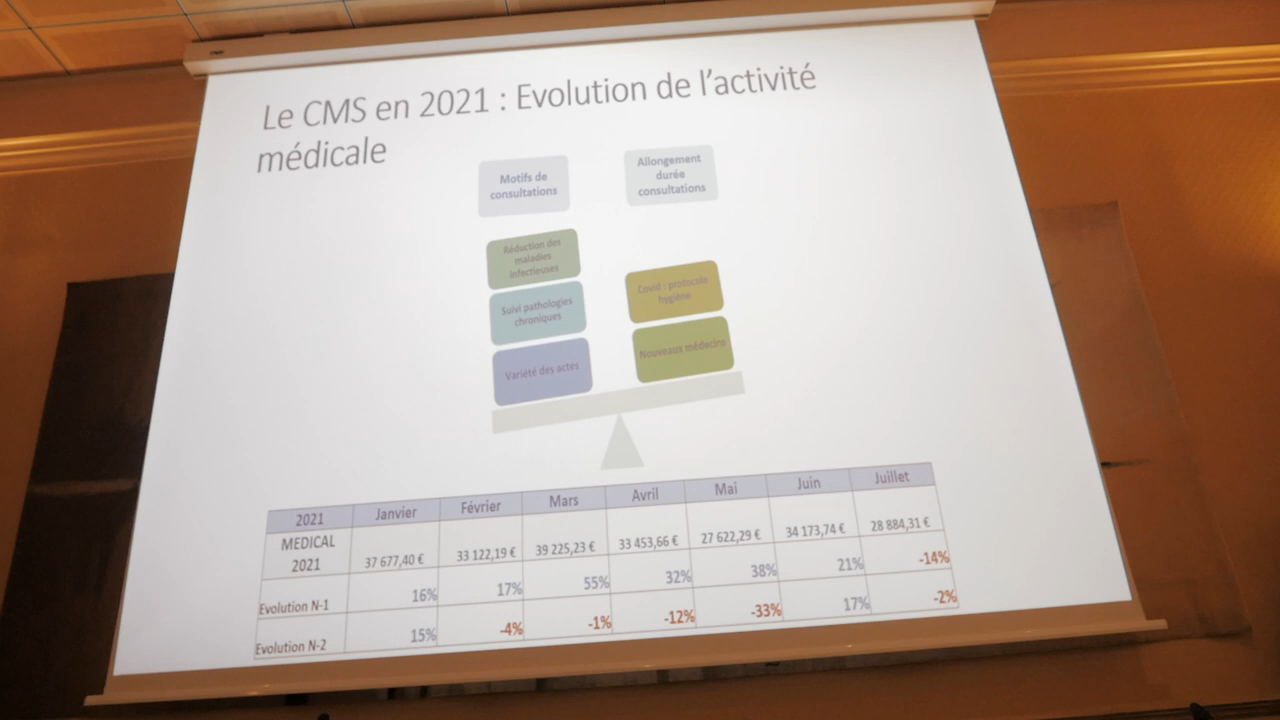 Le CMS en 2021 : Evolution de l'activité
médicale
Motifs de
consultations
Allongement
durée
consultations
Réduction des
maladies
infectieuses
Suivi pathologies
chroniques
Variété des actes
Covid : protocole
hygiène
Nouveaux médecins
2021 Janvier Février Mars Avril Mai Juin Juillet
MEDICAL
2021 37 677,40 € 33 122,19 € 39 225,23 € 33 453,66 € 27 622,29 € 34 173,74 € 28 884,31 €
Evolution N-1 16% 17% 55% 32% 38% 21% -14%
Evolution N-2 15% -4% -1% -12% -33% 17% -2%